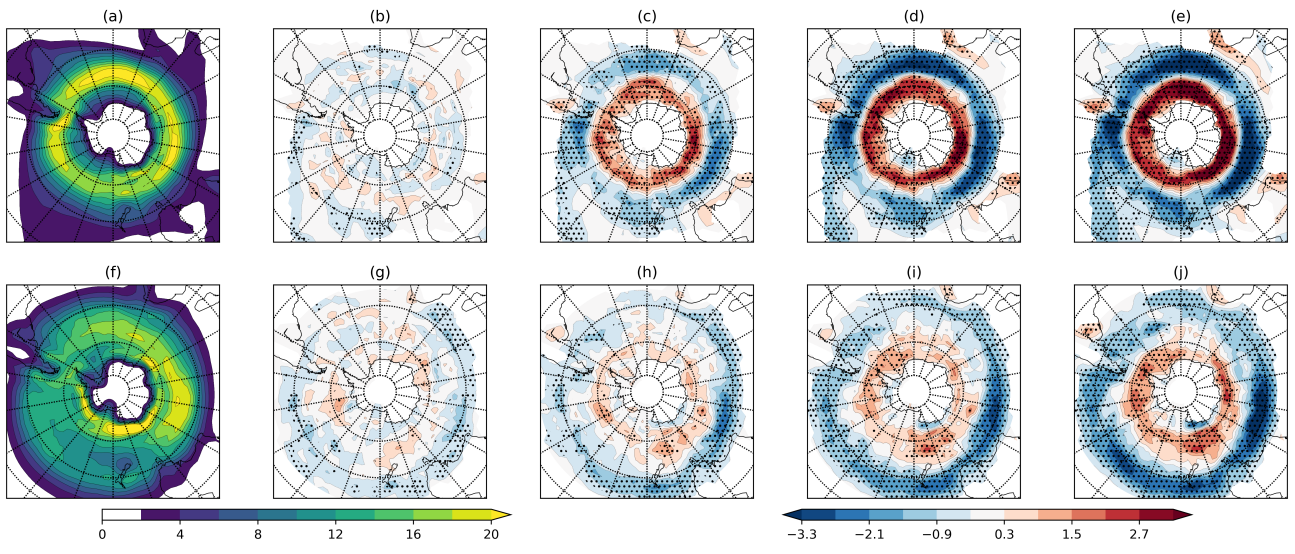 (a) (b) (c) (d) (e)
(f) (g) (h) (i) (j)
0 4 8 12 16 20 −3.3 −2.1 −0.9 0.3 1.5 2.7